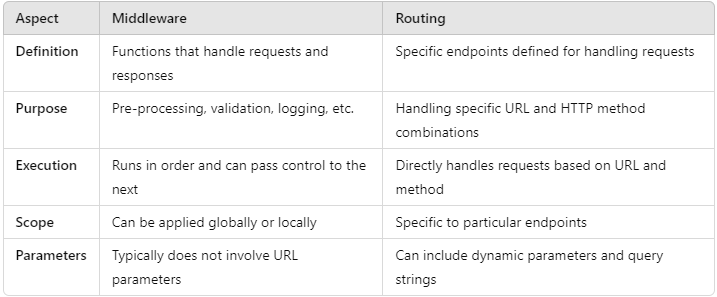 Aspect Middleware Routing
Definition Functions that handle requests and Specific endpoints defined for handling requests
responses
Purpose Pre-processing, validation, logging, etc. Handling specific URL and HTTP method
combinations
Execution Runs in order and can pass control to the Directly handles requests based on URL and
next method
Scope Can be applied globally or locally Specific to particular endpoints
Parameters Typically does not involve URL Can include dynamic parameters and query
parameters strings